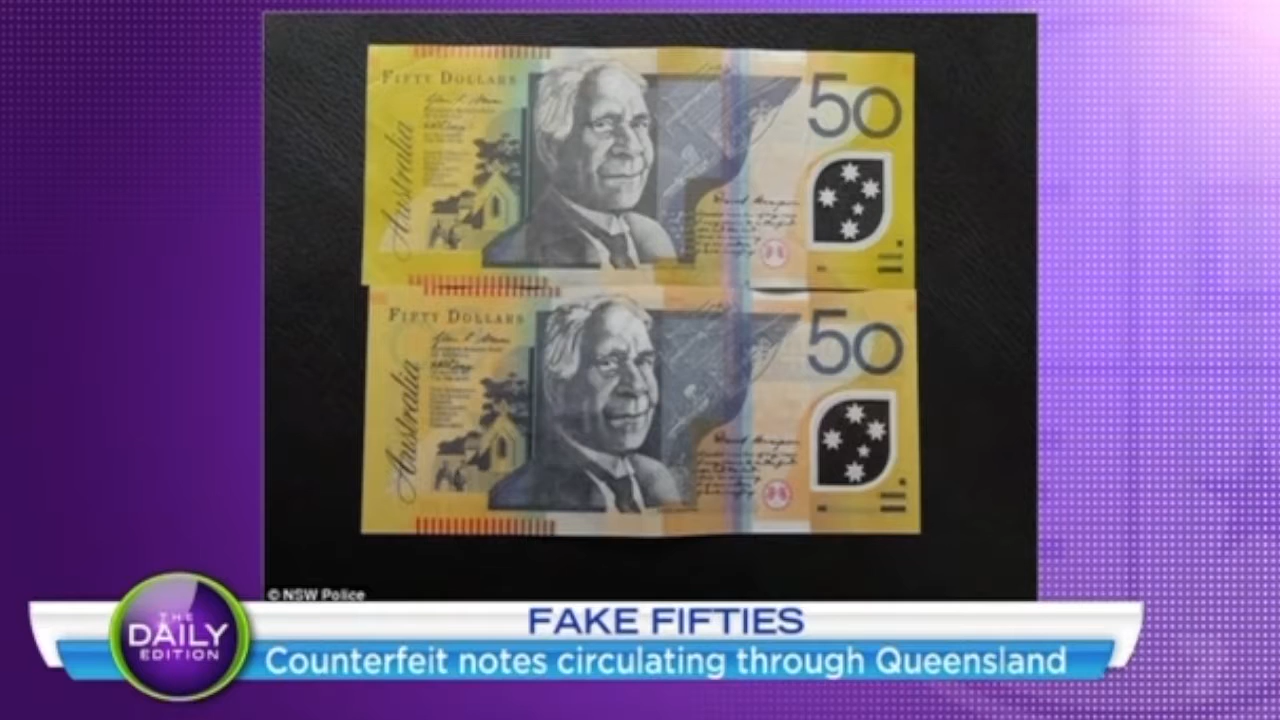 FIFTY DOLLARS
50
Australia
FIFTY DOLLARS
50
Australia
© NSW Police
THE
DAILY
EDITION
FAKE FIFTIES
Counterfeit notes circulating through Queensland